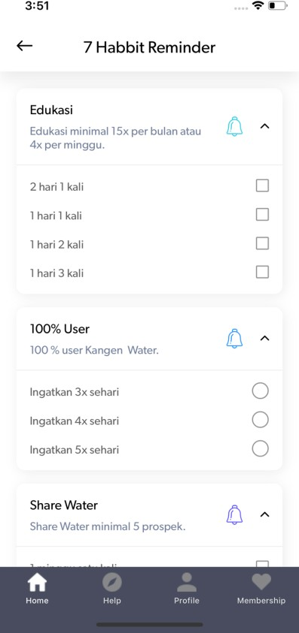 3:51
7 Habbit Reminder
Edukasi
Edukasi minimal 15x per bulan atau
4x per minggu.
2 hari 1 kali
1 hari 1 kali
1 hari 2 kali
1 hari 3 kali
100% User
100 % user Kangen Water.
Ingatkan 3x sehari
Ingatkan 4x sehari
Ingatkan 5x sehari
Share Water
Share Water minimal 5 prospek.
Home
Help
Profile
Membership